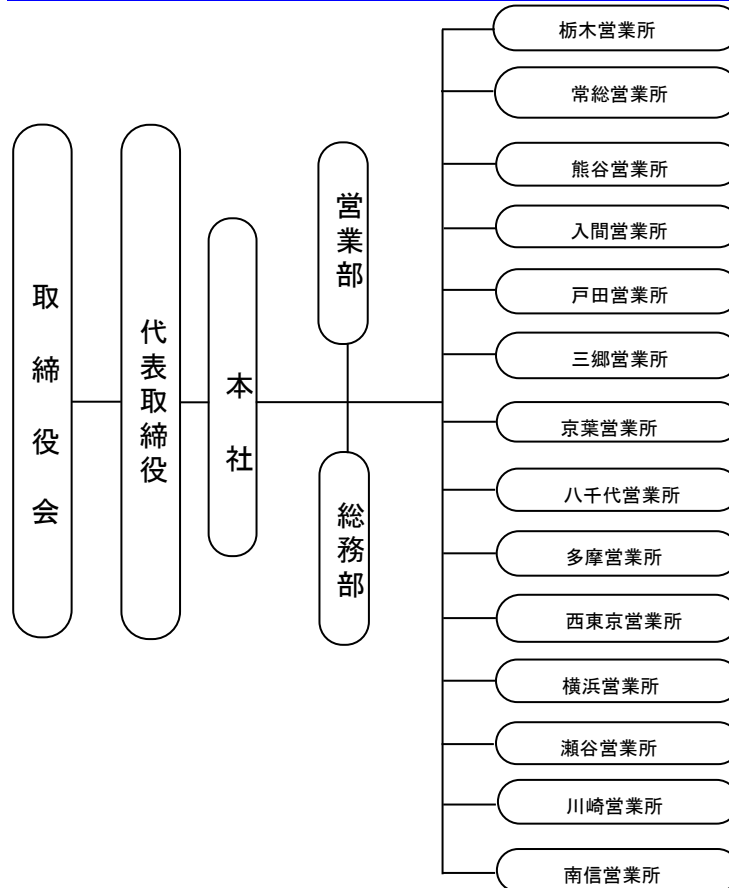 取締役会
代表取締役
本社
営業部
総務部
栃木営業所
常総営業所
熊谷営業所
入間営業所
戸田営業所
三郷営業所
京葉営業所
八千代営業所
多摩営業所
西東京営業所
横浜営業所
瀬谷営業所
川崎営業所
南信営業所